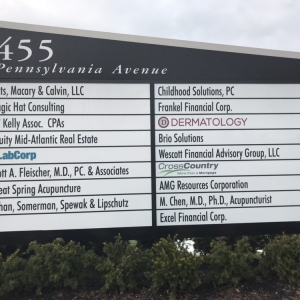 455
Pennsylvania Avenue
Macary & Calvin, LLC
Hat Consulting
Kelly Assoc. CPAs
Mid-Atlantic Real Estate
LabCorp
A. Fleischer, M.D., PC & Associates
Spring Acupuncture
Somerman, Spewak & Lipschutz
Childhood Solutions, PC
Frankel Financial Corp.
DERMATOLOGY
Brio Solutions
Wescott Financial Advisory Group, LLC
CrossCountry
AMG Resources Corporation
M. Chen, M.D., Ph.D., Acupuncturist
Excel Financial Corp.